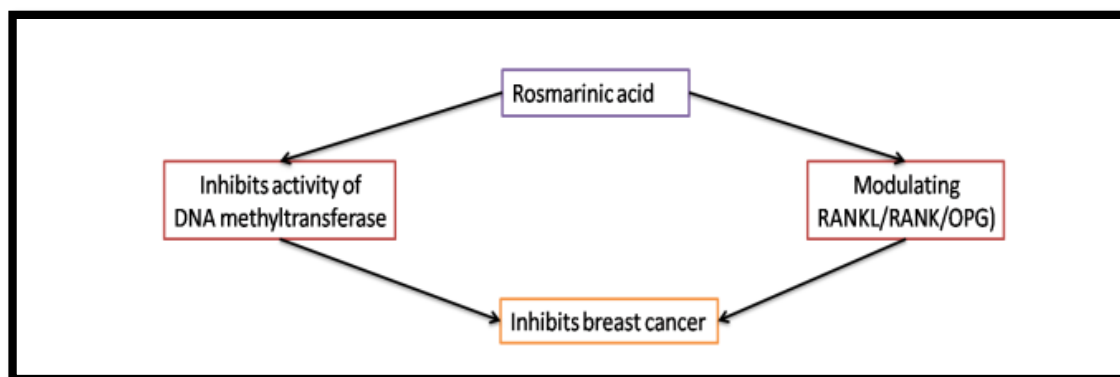 Rosmarinic acid
Inhibits activity of
DNA methyltransferase
Modulating
RANKL/RANK/OPG)
Inhibits breast cancer